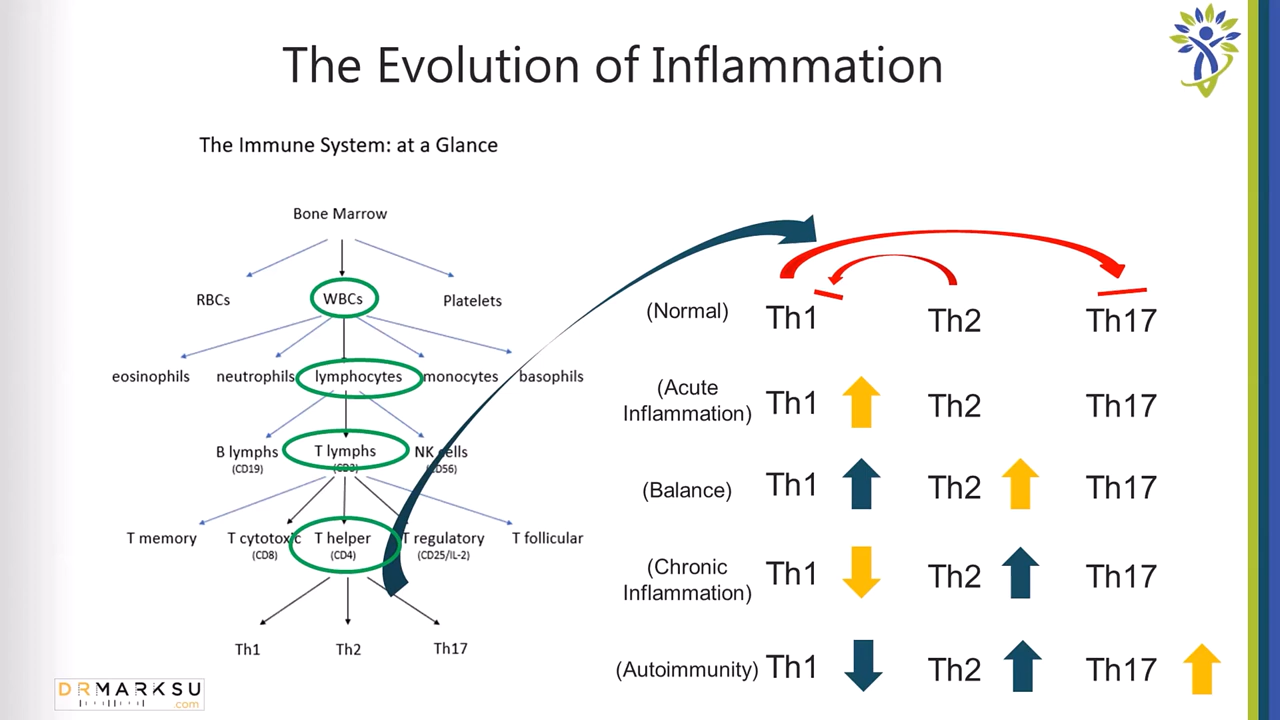 The Evolution of Inflammation
The Immune System: at a Glance
Bone Marrow
RBCs WBCs Platelets
eosinophils neutrophils lymphocytes monocytes basophils
B lymphs T lymphs NK cells
(CD19) (CD3) (CD56)
T memory T cytotoxic T helper T regulatory T follicular
(CD8) (CD4) (CD25/IL-2)
Th1 Th2 Th17
(Normal) Th1 Th2 Th17
(Acute
Inflammation) Th1 Th2 Th17
(Balance) Th1 Th2 Th17
(Chronic
Inflammation) Th1 Th2 Th17
(Autoimmunity) Th1 Th2 Th17
DRMARKSU
.com